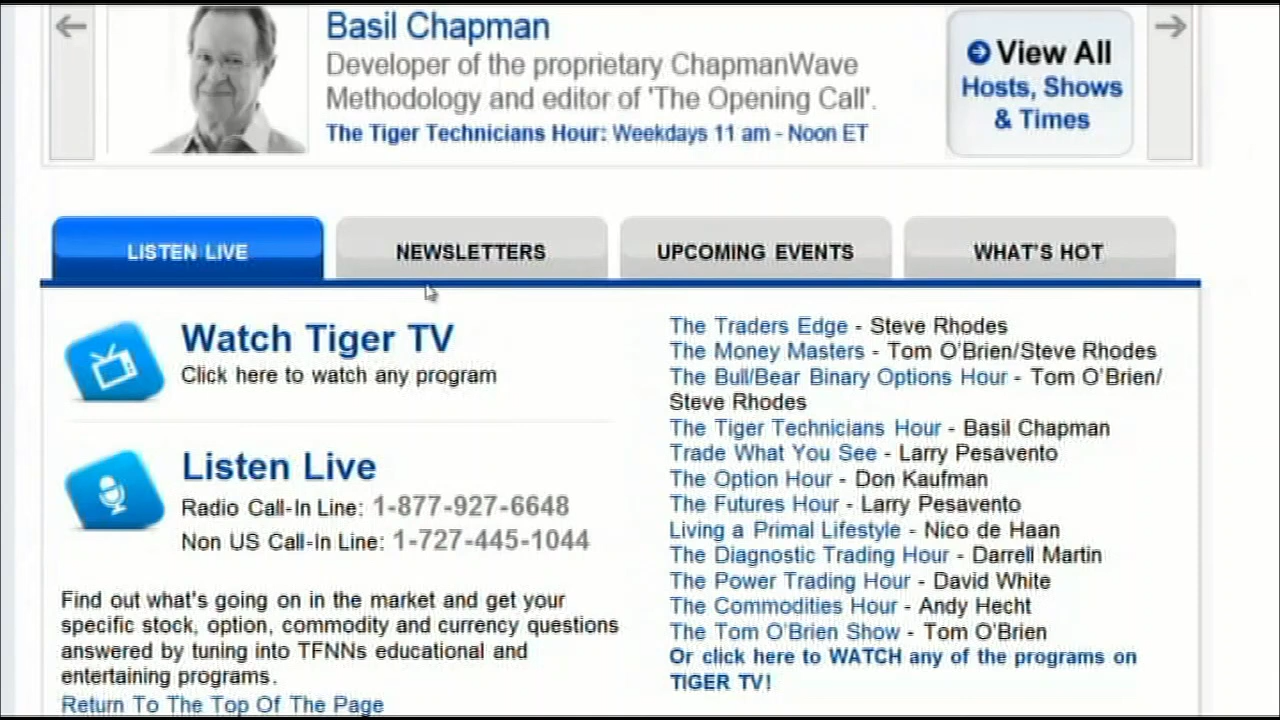 Basil Chapman
Developer of the proprietary ChapmanWave
Methodology and editor of 'The Opening Call'.
The Tiger Technicians Hour: Weekdays 11 am - Noon ET
View All
Hosts, Shows
& Times
LISTEN LIVE
NEWSLETTERS
UPCOMING EVENTS
WHAT'S HOT
Watch Tiger TV
Click here to watch any program
Listen Live
Radio Call-In Line: 1-877-927-6648
Non US Call-In Line: 1-727-445-1044
Find out what's going on in the market and get your
specific stock, option, commodity and currency questions
answered by tuning into TFNNs educational and
entertaining programs.
Return To The Top Of The Page
The Traders Edge - Steve Rhodes
The Money Masters - Tom O'Brien/Steve Rhodes
The Bull/Bear Binary Options Hour - Tom O'Brien/
Steve Rhodes
The Tiger Technicians Hour - Basil Chapman
Trade What You See - Larry Pesavento
The Option Hour - Don Kaufman
The Futures Hour - Larry Pesavento
Living a Primal Lifestyle - Nico de Haan
The Diagnostic Trading Hour - Darrell Martin
The Power Trading Hour - David White
The Commodities Hour - Andy Hecht
The Tom O'Brien Show - Tom O'Brien
Or click here to WATCH any of the programs on
TIGER TV!